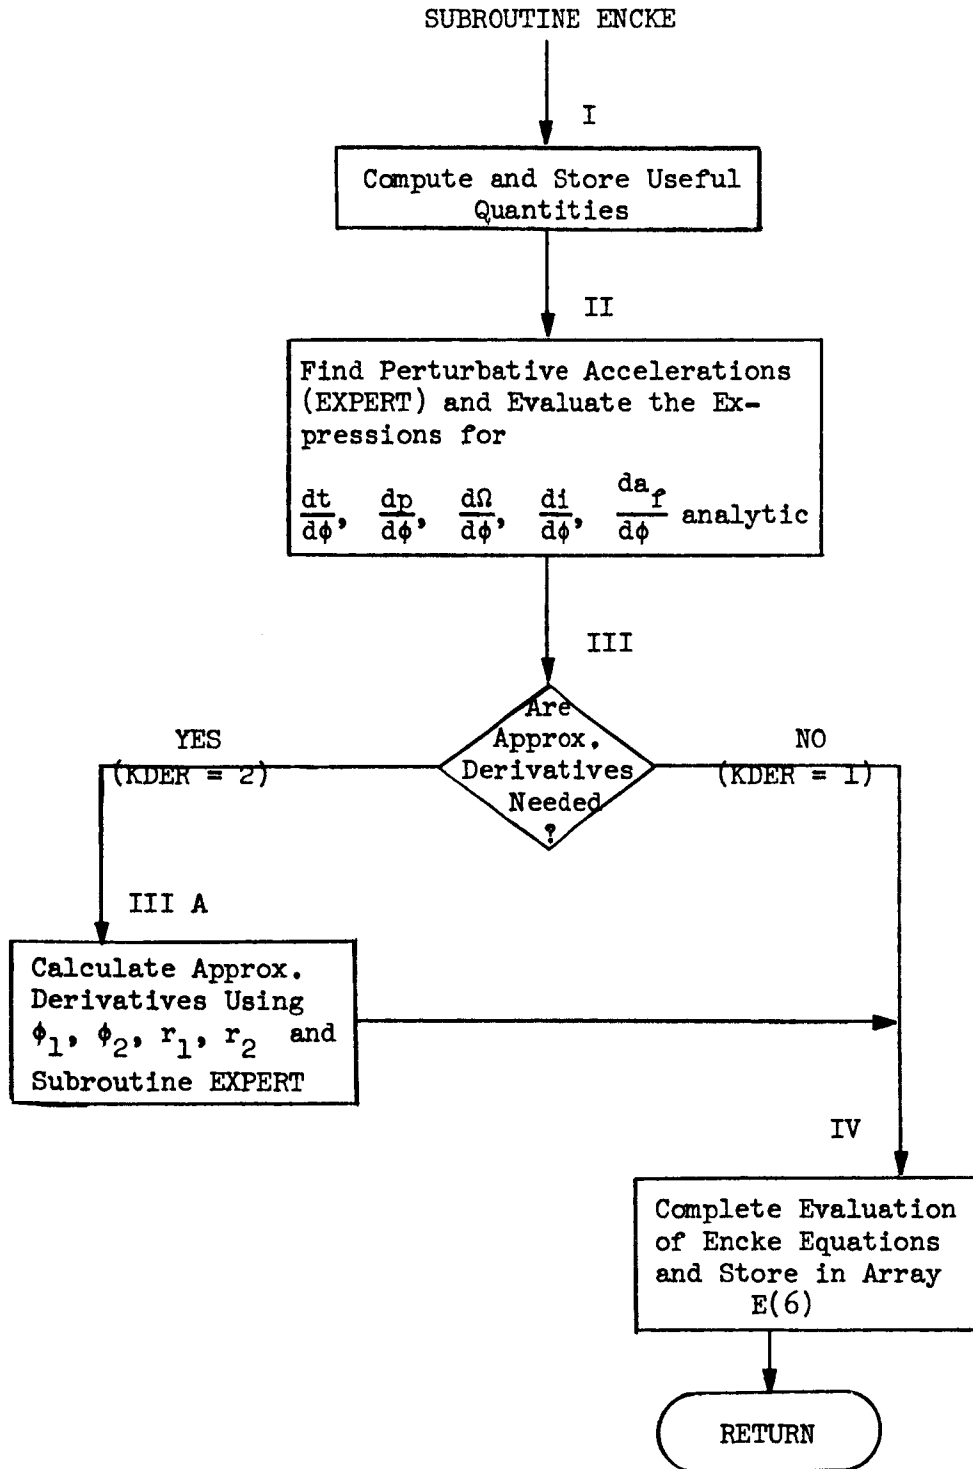 SUBROUTINE ENCKE
I
Compute and Store Useful
Quantities
II
Find Perturbative Accelerations
(EXPERT) and Evaluate the Ex-
pressions for
dt/dϕ, dp/dϕ, dΩ/dϕ, di/dϕ, da_f/dϕ analytic
III
Are
Approx.
Derivatives
Needed
?
YES
(KDER = 2)
NO
(KDER = 1)
III A
Calculate Approx.
Derivatives Using
ϕ₁, ϕ₂, r₁, r₂ and
Subroutine EXPERT
IV
Complete Evaluation
of Encke Equations
and Store in Array
E(6)
RETURN